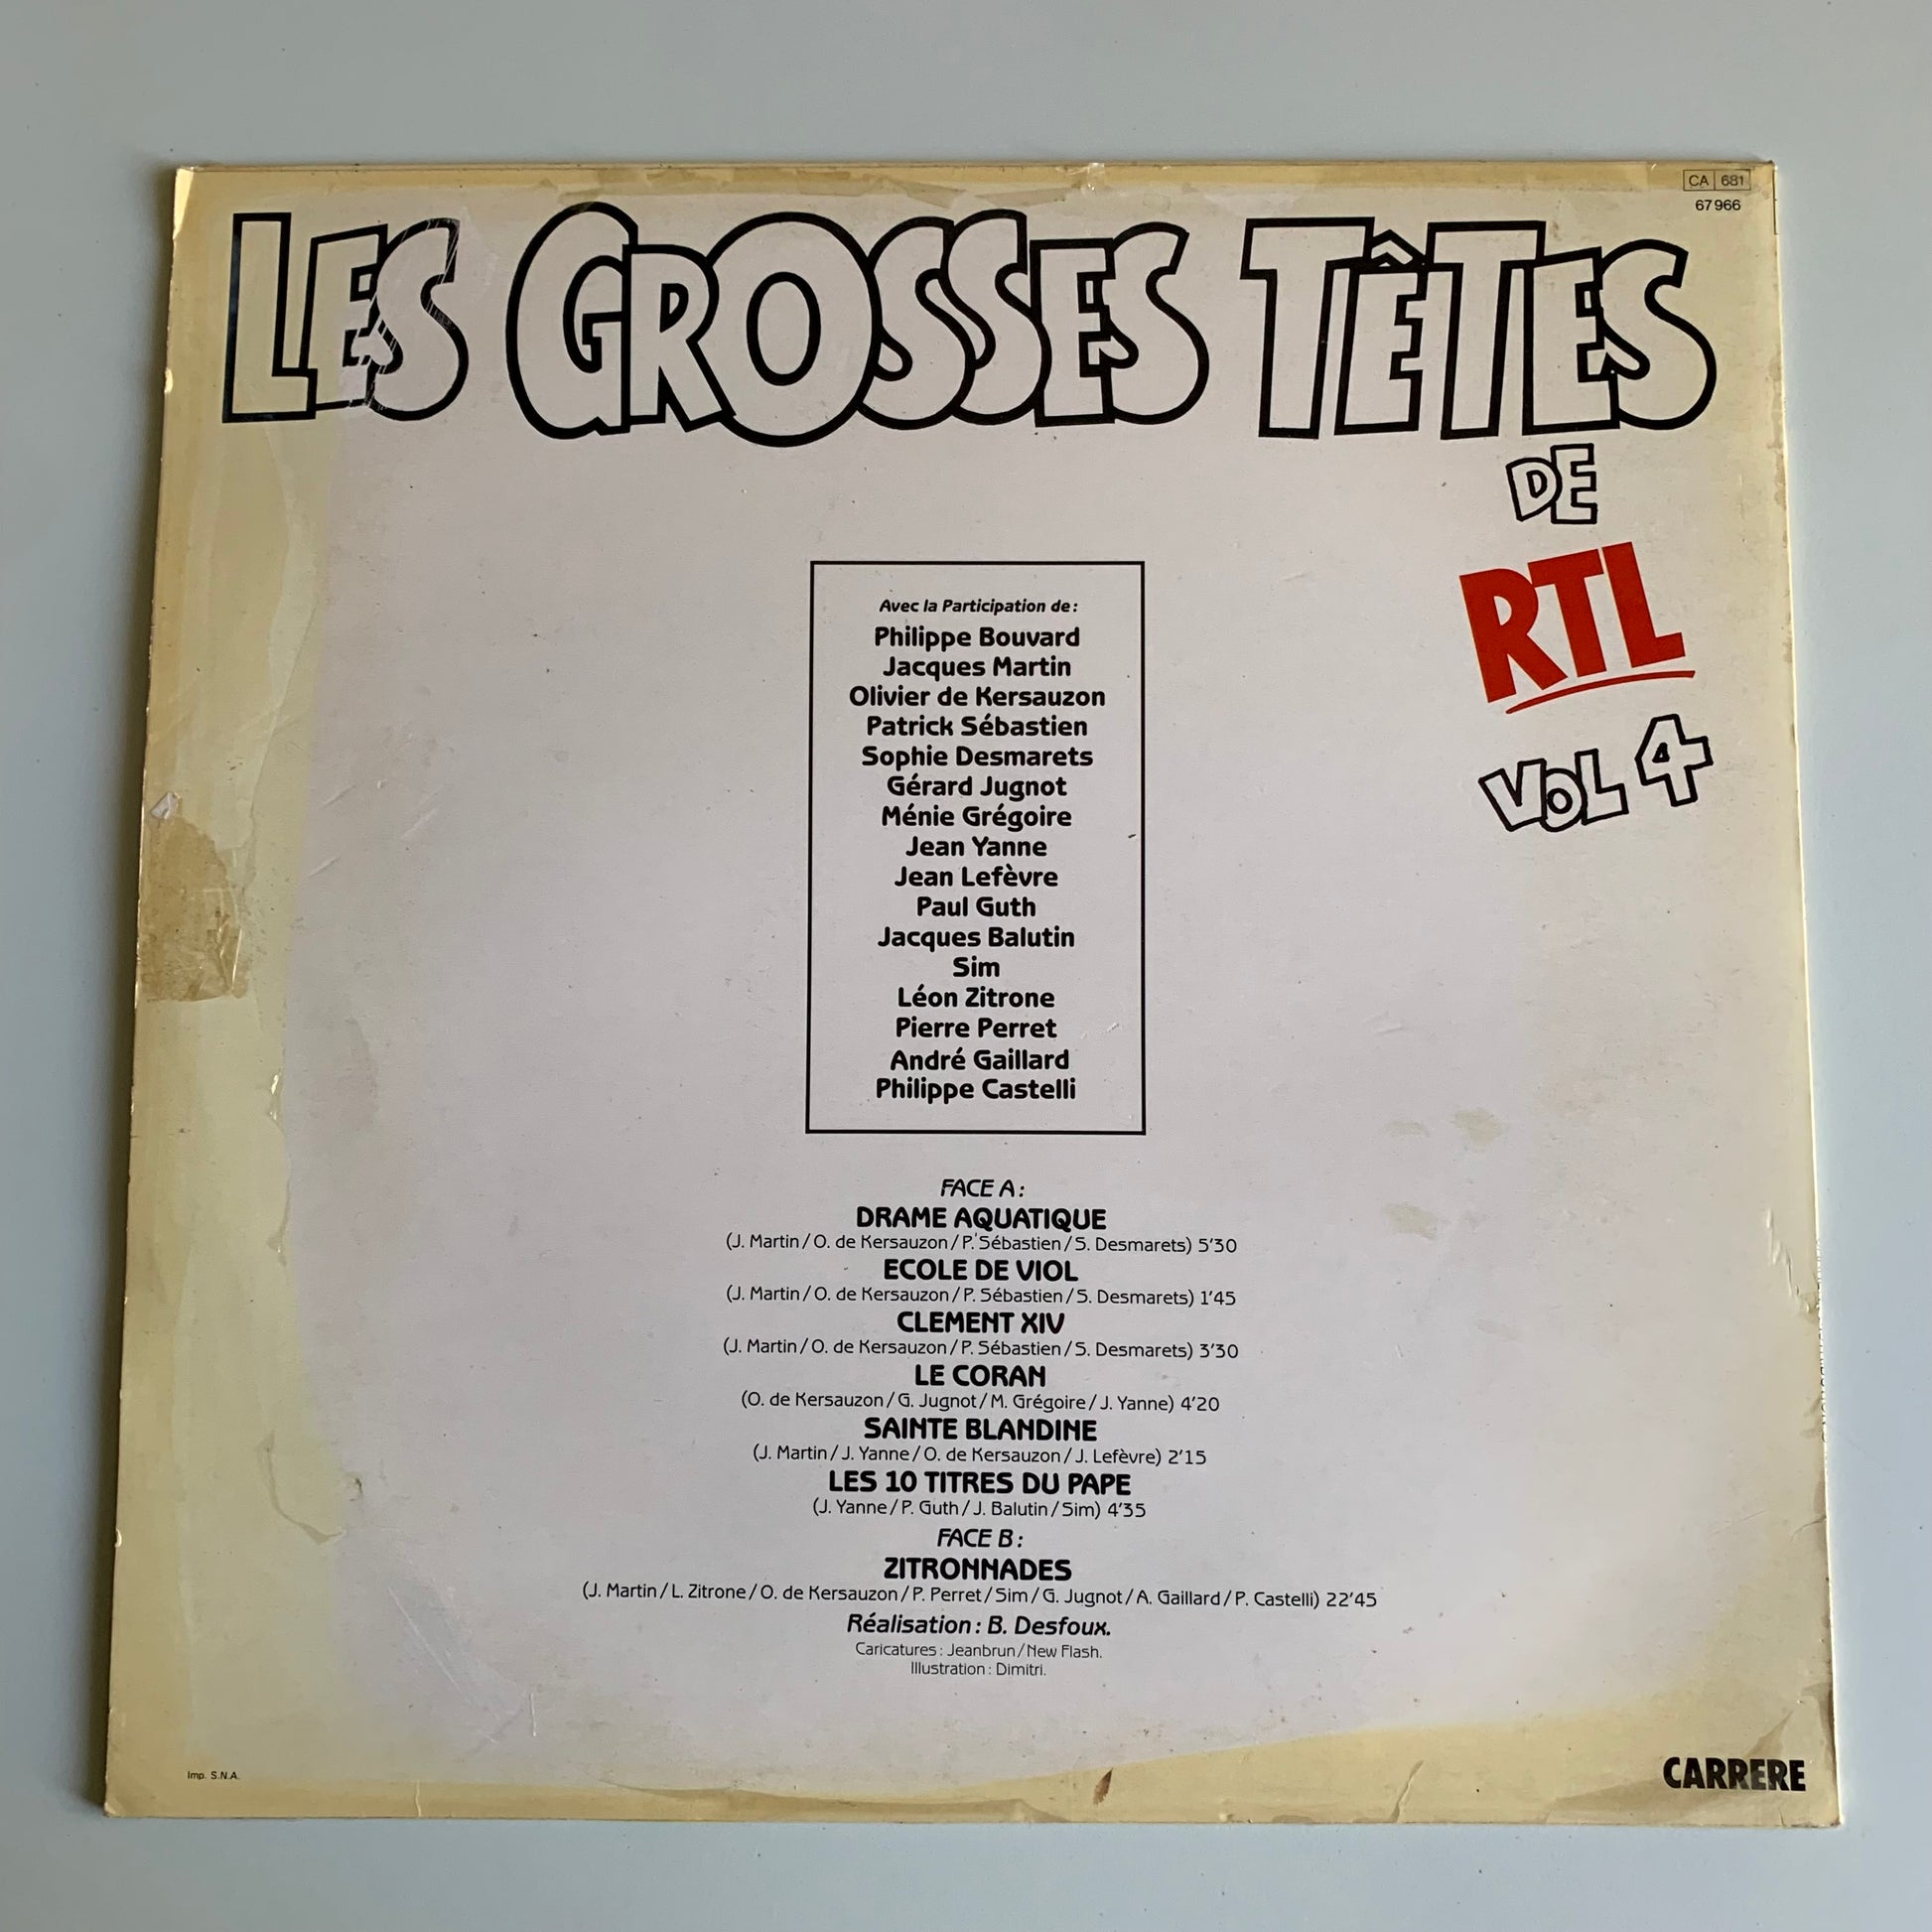 CA 681
67966
LES GROSSES TÊTES
DE
RTL
VOL 4
Avec la Participation de :
Philippe Bouvard
Jacques Martin
Olivier de Kersauzon
Patrick Sébastien
Sophie Desmarets
Gérard Jugnot
Ménie Grégoire
Jean Yanne
Jean Lefèvre
Paul Guth
Jacques Balutin
Sim
Léon Zitrone
Pierre Perret
André Gaillard
Philippe Castelli
FACE A :
DRAME AQUATIQUE
(J. Martin / O. de Kersauzon / P. Sébastien / S. Desmarets) 5'30
ECOLE DE VIOL
(J. Martin / O. de Kersauzon / P. Sébastien / S. Desmarets) 1'45
CLEMENT XIV
(J. Martin / O. de Kersauzon / P. Sébastien / S. Desmarets) 3'30
LE CORAN
(O. de Kersauzon / G. Jugnot / M. Grégoire / J. Yanne) 4'20
SAINTE BLANDINE
(J. Martin / J. Yanne / O. de Kersauzon / J. Lefèvre) 2'15
LES 10 TITRES DU PAPE
(J. Yanne / P. Guth / J. Balutin / Sim) 4'35
FACE B :
ZITRONNADES
(J. Martin / L. Zitrone / O. de Kersauzon / P. Perret / Sim / G. Jugnot / A. Gaillard / P. Castelli) 22'45
Réalisation : B. Desfoux.
Caricatures : Jeanbrun / New Flash.
Illustration : Dimitri.
Imp. S.N.A.
CARRERE